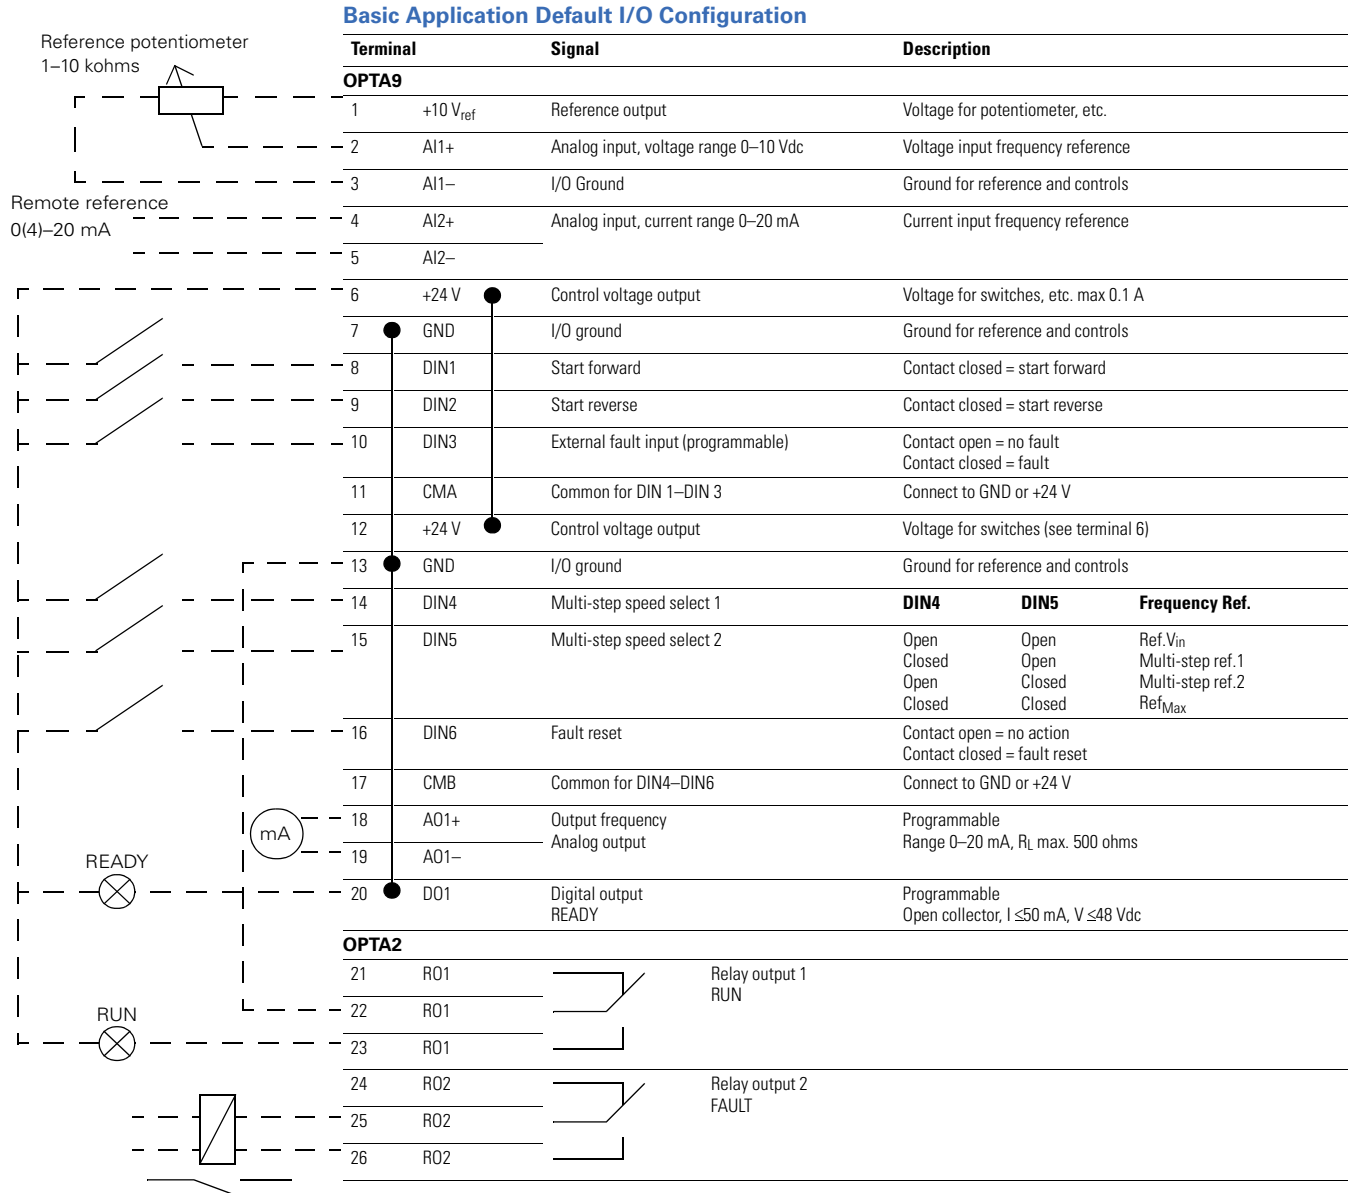 Basic Application Default I/O Configuration
Reference potentiometer
1–10 kohms
Terminal Signal Description
OPTA9
1 +10 Vref Reference output Voltage for potentiometer, etc.
2 AI1+ Analog input, voltage range 0–10 Vdc Voltage input frequency reference
3 AI1– I/O Ground Ground for reference and controls
Remote reference
0(4)–20 mA
4 AI2+ Analog input, current range 0–20 mA Current input frequency reference
5 AI2–
6 +24 V Control voltage output Voltage for switches, etc. max 0.1 A
7 GND I/O ground Ground for reference and controls
8 DIN1 Start forward Contact closed = start forward
9 DIN2 Start reverse Contact closed = start reverse
10 DIN3 External fault input (programmable) Contact open = no fault
Contact closed = fault
11 CMA Common for DIN 1–DIN 3 Connect to GND or +24 V
12 +24 V Control voltage output Voltage for switches (see terminal 6)
13 GND I/O ground Ground for reference and controls
14 DIN4 Multi-step speed select 1 DIN4 DIN5 Frequency Ref.
15 DIN5 Multi-step speed select 2 Open Open Ref.Vin
Closed Open Multi-step ref.1
Open Closed Multi-step ref.2
Closed Closed RefMax
16 DIN6 Fault reset Contact open = no action
Contact closed = fault reset
17 CMB Common for DIN4–DIN6 Connect to GND or +24 V
mA
18 AO1+ Output frequency Programmable
Analog output Range 0–20 mA, RL max. 500 ohms
19 AO1–
READY
20 DO1 Digital output Programmable
READY Open collector, I ≤50 mA, V ≤48 Vdc
OPTA2
21 RO1 Relay output 1
RUN
22 RO1
RUN
23 RO1
24 RO2 Relay output 2
FAULT
25 RO2
26 RO2